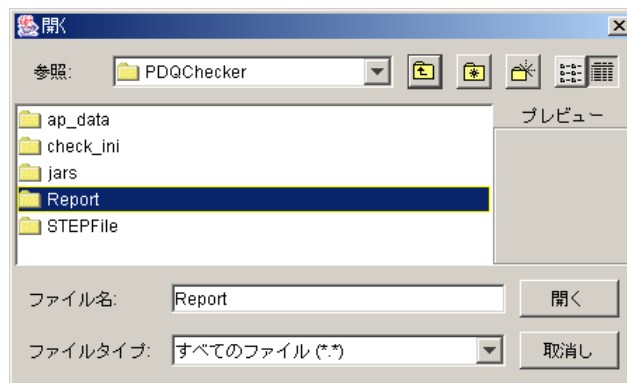 開く
参照: PDQChecker
プレビュー
ap_data
check_ini
jars
Report
STEPFile
ファイル名: Report 開く
ファイルタイプ: すべてのファイル (*.*) 取消し